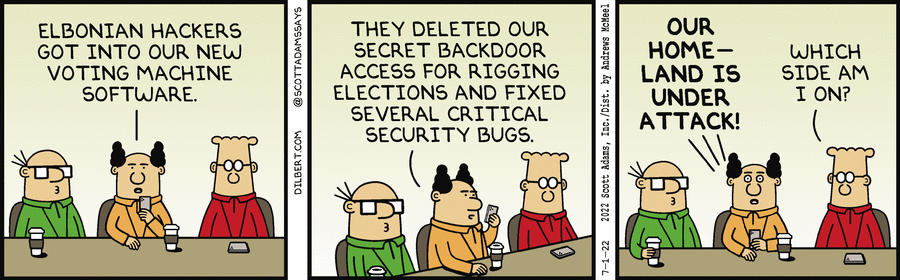 ELBONIAN HACKERS
GOT INTO OUR NEW
VOTING MACHINE
SOFTWARE.
DILBERT.COM @SCOTTADAMSSAYS
THEY DELETED OUR
SECRET BACKDOOR
ACCESS FOR RIGGING
ELECTIONS AND FIXED
SEVERAL CRITICAL
SECURITY BUGS.
7-1-22 2022 Scott Adams, Inc./Dist. by Andrews McMeel
OUR
HOME—
LAND IS
UNDER
ATTACK!
WHICH
SIDE AM
I ON?